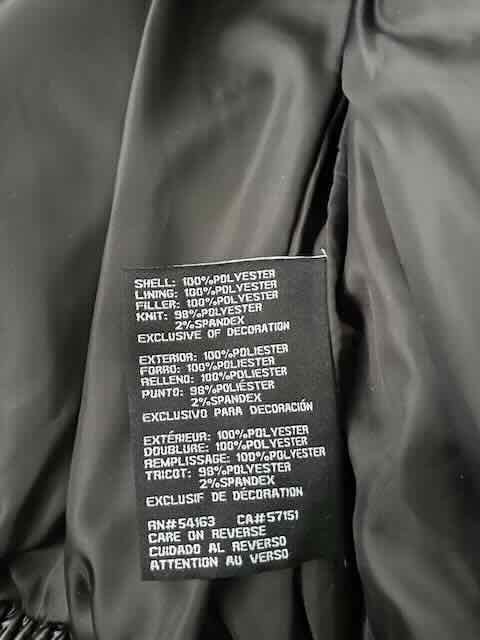 SHELL: 100%POLYESTER
LINING: 100%POLYESTER
FILLER: 100%POLYESTER
KNIT: 98%POLYESTER
2%SPANDEX
EXCLUSIVE OF DECORATION
EXTERIOR: 100%POLIESTER
FORRO: 100%POLIESTER
RELLENO: 100%POLIESTER
PUNTO: 98%POLIÉSTER
2%SPANDEX
EXCLUSIVO PARA DECORACIÓN
EXTÉRIEUR: 100%POLYESTER
DOUBLURE: 100%POLYESTER
REMPLISSAGE: 100%POLYESTER
TRICOT: 98%POLYESTER
2%SPANDEX
EXCLUSIF DE DÉCORATION
RN#54163 CA#57151
CARE ON REVERSE
CUIDADO AL REVERSO
ATTENTION AU VERSO